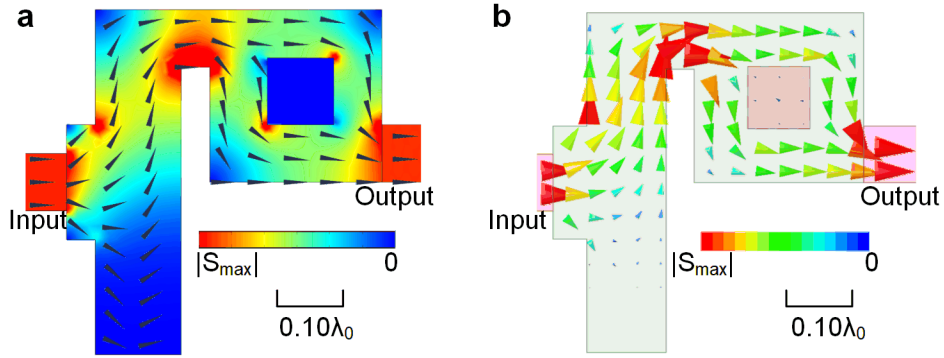 a
Input
Output
|Smax|
0
0.10λ0
b
Input
Output
|Smax|
0
0.10λ0